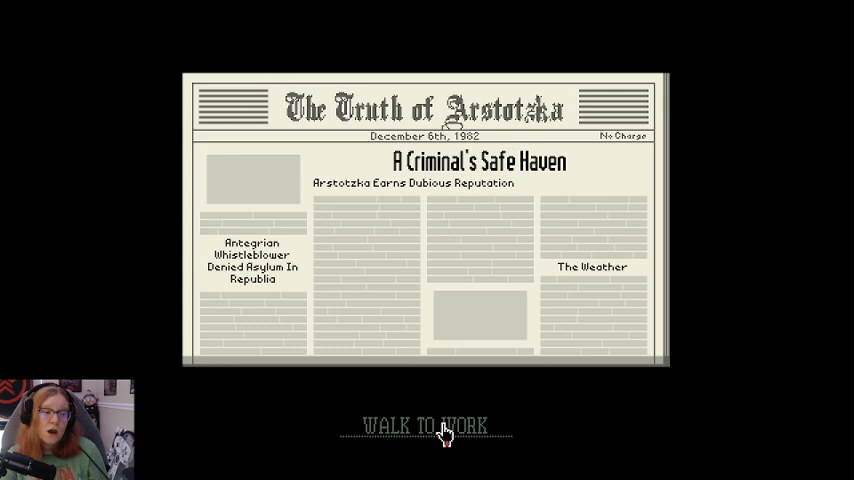 The Truth of Arstotzka
December 6th, 1982
No Charge
A Criminal's Safe Haven
Arstotzka Earns Dubious Reputation
Antegrian
Whistleblower
Denied Asylum In
Republia
The Weather
WALK TO WORK